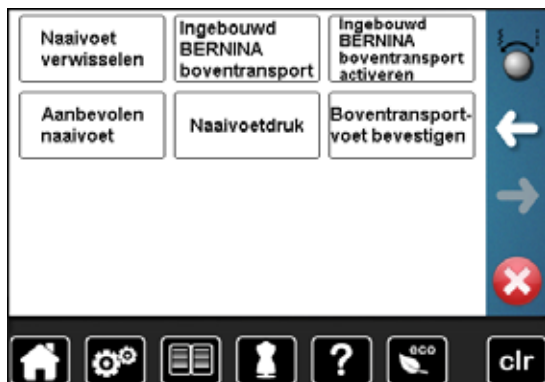 Naaivoet
verwisselen
Ingebouwd
BERNINA
boventransport
Ingebouwd
BERNINA
boventransport
activeren
Aanbevolen
naaivoet
Naaivoetdruk
Boventransport-
voet bevestigen
?
eco
clr